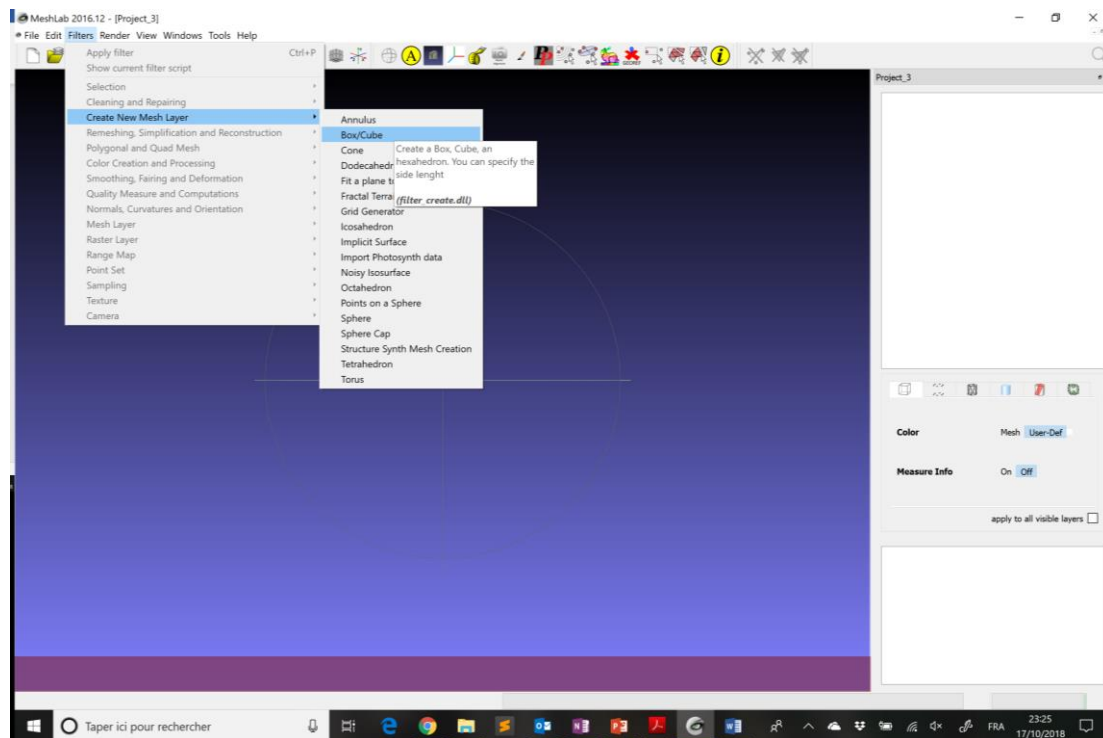 MeshLab 2016.12 - [Project_3]
File Edit Filters Render View Windows Tools Help
Apply filter Ctrl+P
Show current filter script
Selection
Cleaning and Repairing
Create New Mesh Layer
Remeshing, Simplification and Reconstruction
Polygonal and Quad Mesh
Color Creation and Processing
Smoothing, Fairing and Deformation
Quality Measure and Computations
Normals, Curvatures and Orientation
Mesh Layer
Raster Layer
Range Map
Point Set
Sampling
Texture
Camera
Annulus
Box/Cube
Cone
Dodecahedr
Fit a plane t
Fractal Terra
Grid Generator
Icosahedron
Implicit Surface
Import Photosynth data
Noisy Isosurface
Octahedron
Points on a Sphere
Sphere
Sphere Cap
Structure Synth Mesh Creation
Tetrahedron
Torus
Create a Box, Cube, an
hexahedron. You can specify the
side lenght
(filter_create.dll)
Project_3
Color Mesh User-Def
Measure Info On Off
apply to all visible layers
Taper ici pour rechercher
FRA
23:25
17/10/2018